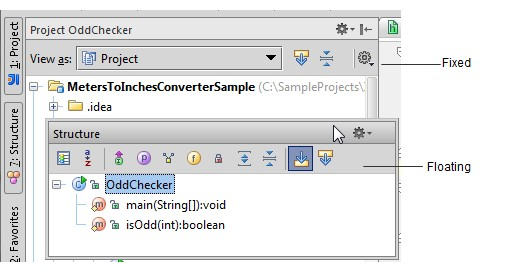 Project OddChecker
1: Project
View as: Project
Fixed
MetersToInchesConverterSample (C:\SampleProjects\
.idea
7: Structure
Structure
Floating
OddChecker
main(String[]):void
isOdd(int):boolean
2: Favorites